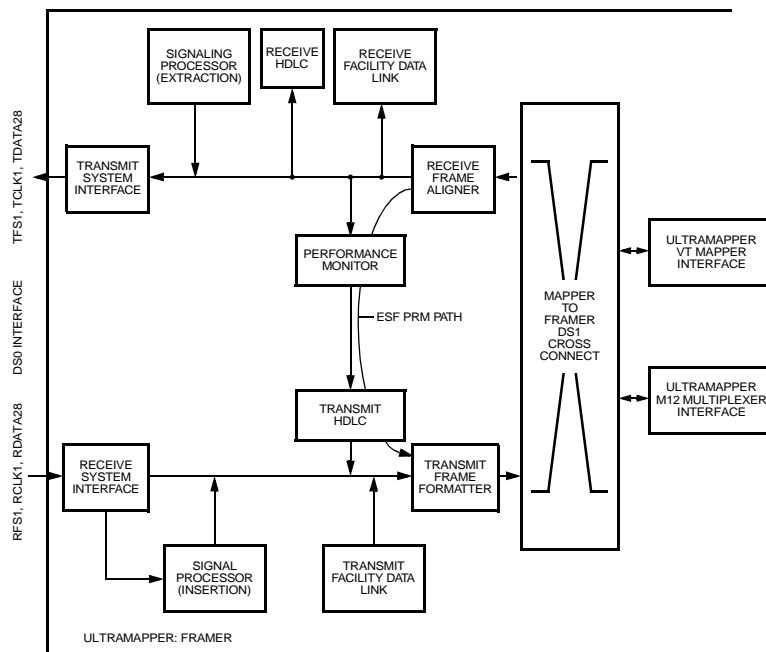 SIGNALING
PROCESSOR
(EXTRACTION)
RECEIVE
HDLC
RECEIVE
FACILITY DATA
LINK
TFS1, TCLK1, TDATA28
TRANSMIT
SYSTEM
INTERFACE
RECEIVE
FRAME
ALIGNER
PERFORMANCE
MONITOR
ULTRAMAPPER
VT MAPPER
INTERFACE
DS0 INTERFACE
ESF PRM PATH
MAPPER
TO
FRAMER
DS1
CROSS
CONNECT
TRANSMIT
HDLC
ULTRAMAPPER
M12 MULTIPLEXER
INTERFACE
RFS1, RCLK1, RDATA28
RECEIVE
SYSTEM
INTERFACE
TRANSMIT
FRAME
FORMATTER
SIGNAL
PROCESSOR
(INSERTION)
TRANSMIT
FACILITY DATA
LINK
ULTRAMAPPER: FRAMER